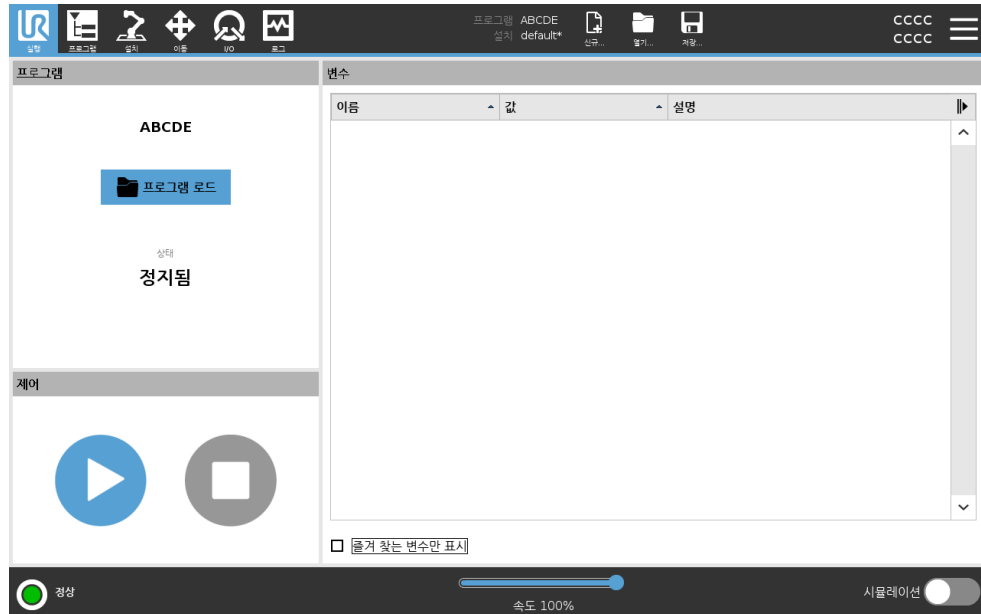 프로그램 ABCDE
설치 default*
CCCC
CCCC
실행 프로그램 설치 이동 I/O 로그
신규... 열기... 저장...
프로그램
변수
이름 값 설명
ABCDE
프로그램 로드
상태
정지됨
제어
즐겨 찾는 변수만 표시
정상
속도 100%
시뮬레이션